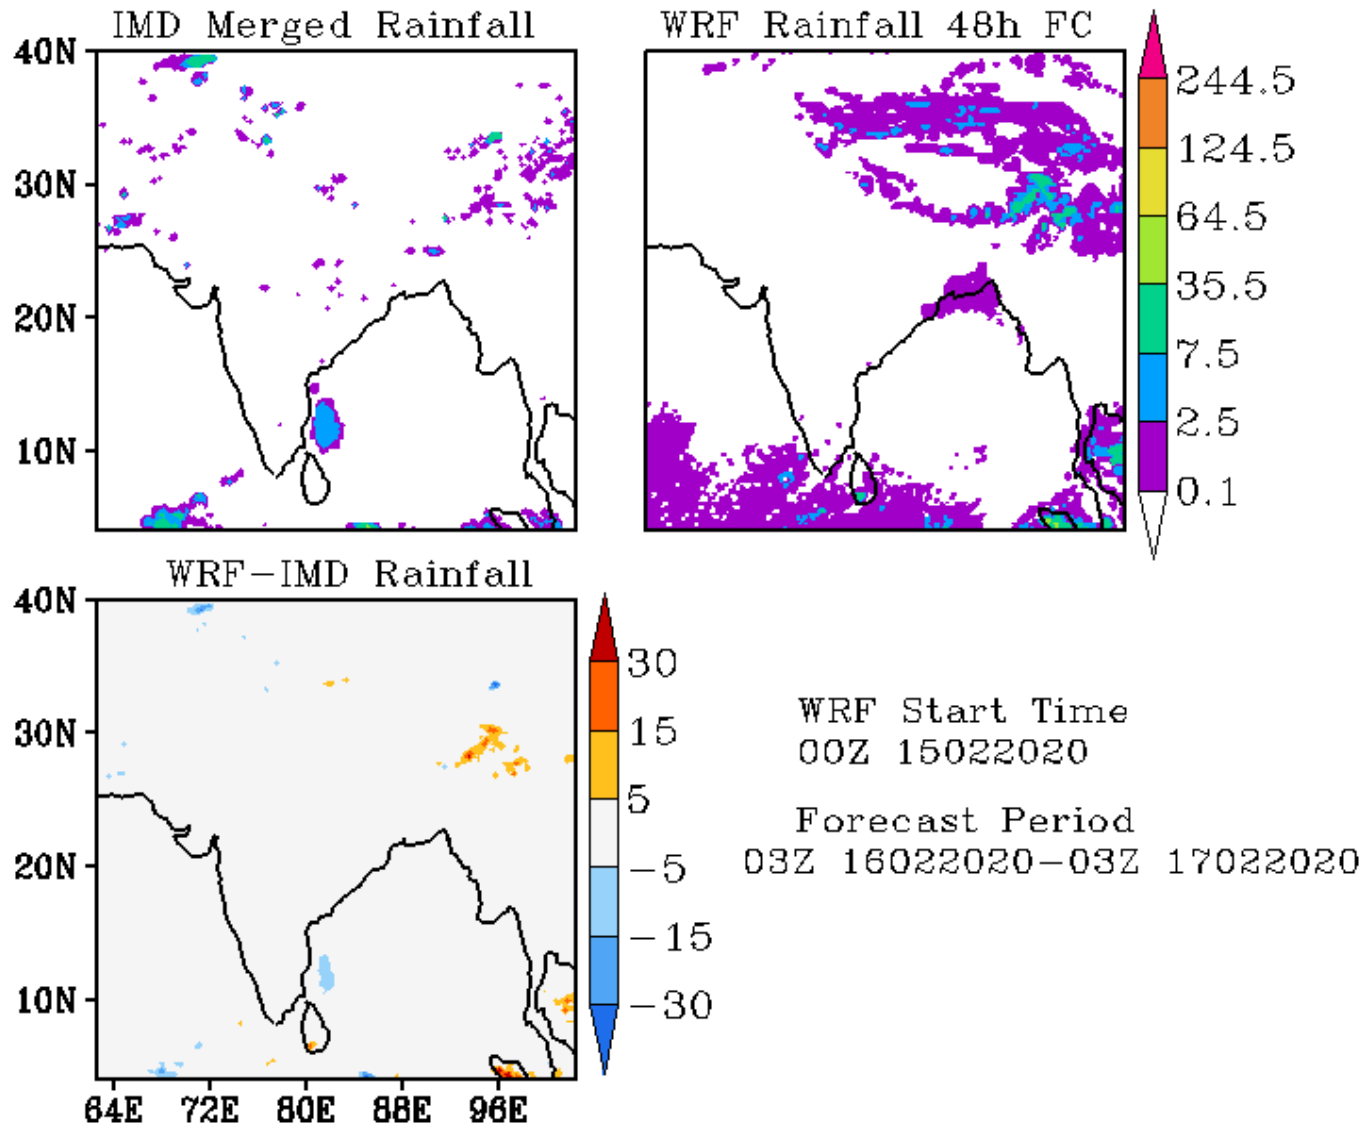 IMD Merged Rainfall
WRF Rainfall 48h FC
40N
30N
20N
10N
244.5
124.5
64.5
35.5
7.5
2.5
0.1
WRF-IMD Rainfall
40N
30N
20N
10N
64E 72E 80E 88E 96E
30
15
5
-5
-15
-30
WRF Start Time
00Z 15022020
Forecast Period
03Z 16022020-03Z 17022020